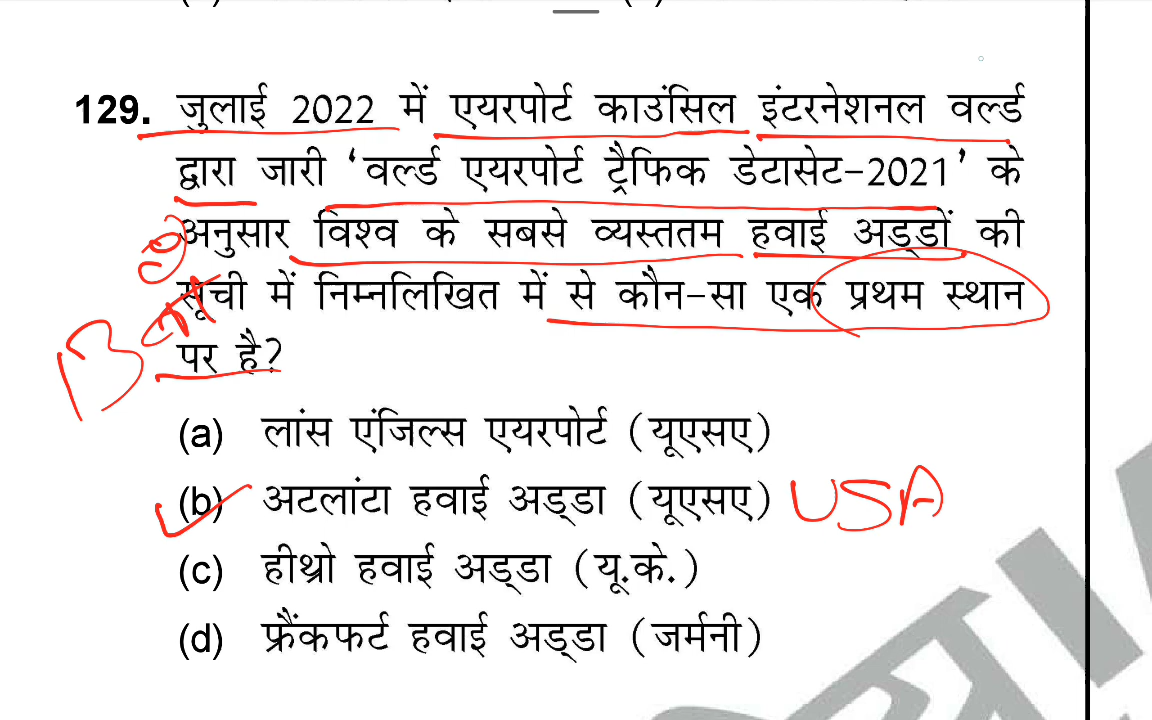 129. जुलाई 2022 में एयरपोर्ट काउंसिल इंटरनेशनल वर्ल्ड
द्वारा जारी ‘वर्ल्ड एयरपोर्ट ट्रैफिक डेटासेट-2021’ के
अनुसार विश्व के सबसे व्यस्ततम हवाई अड्डों की
सूची में निम्नलिखित में से कौन-सा एक प्रथम स्थान
पर है?
(a) लांस एंजिल्स एयरपोर्ट (यूएसए)
(b) अटलांटा हवाई अड्डा (यूएसए) USA
(c) हीथ्रो हवाई अड्डा (यू.के.)
(d) फ्रैंकफर्ट हवाई अड्डा (जर्मनी)